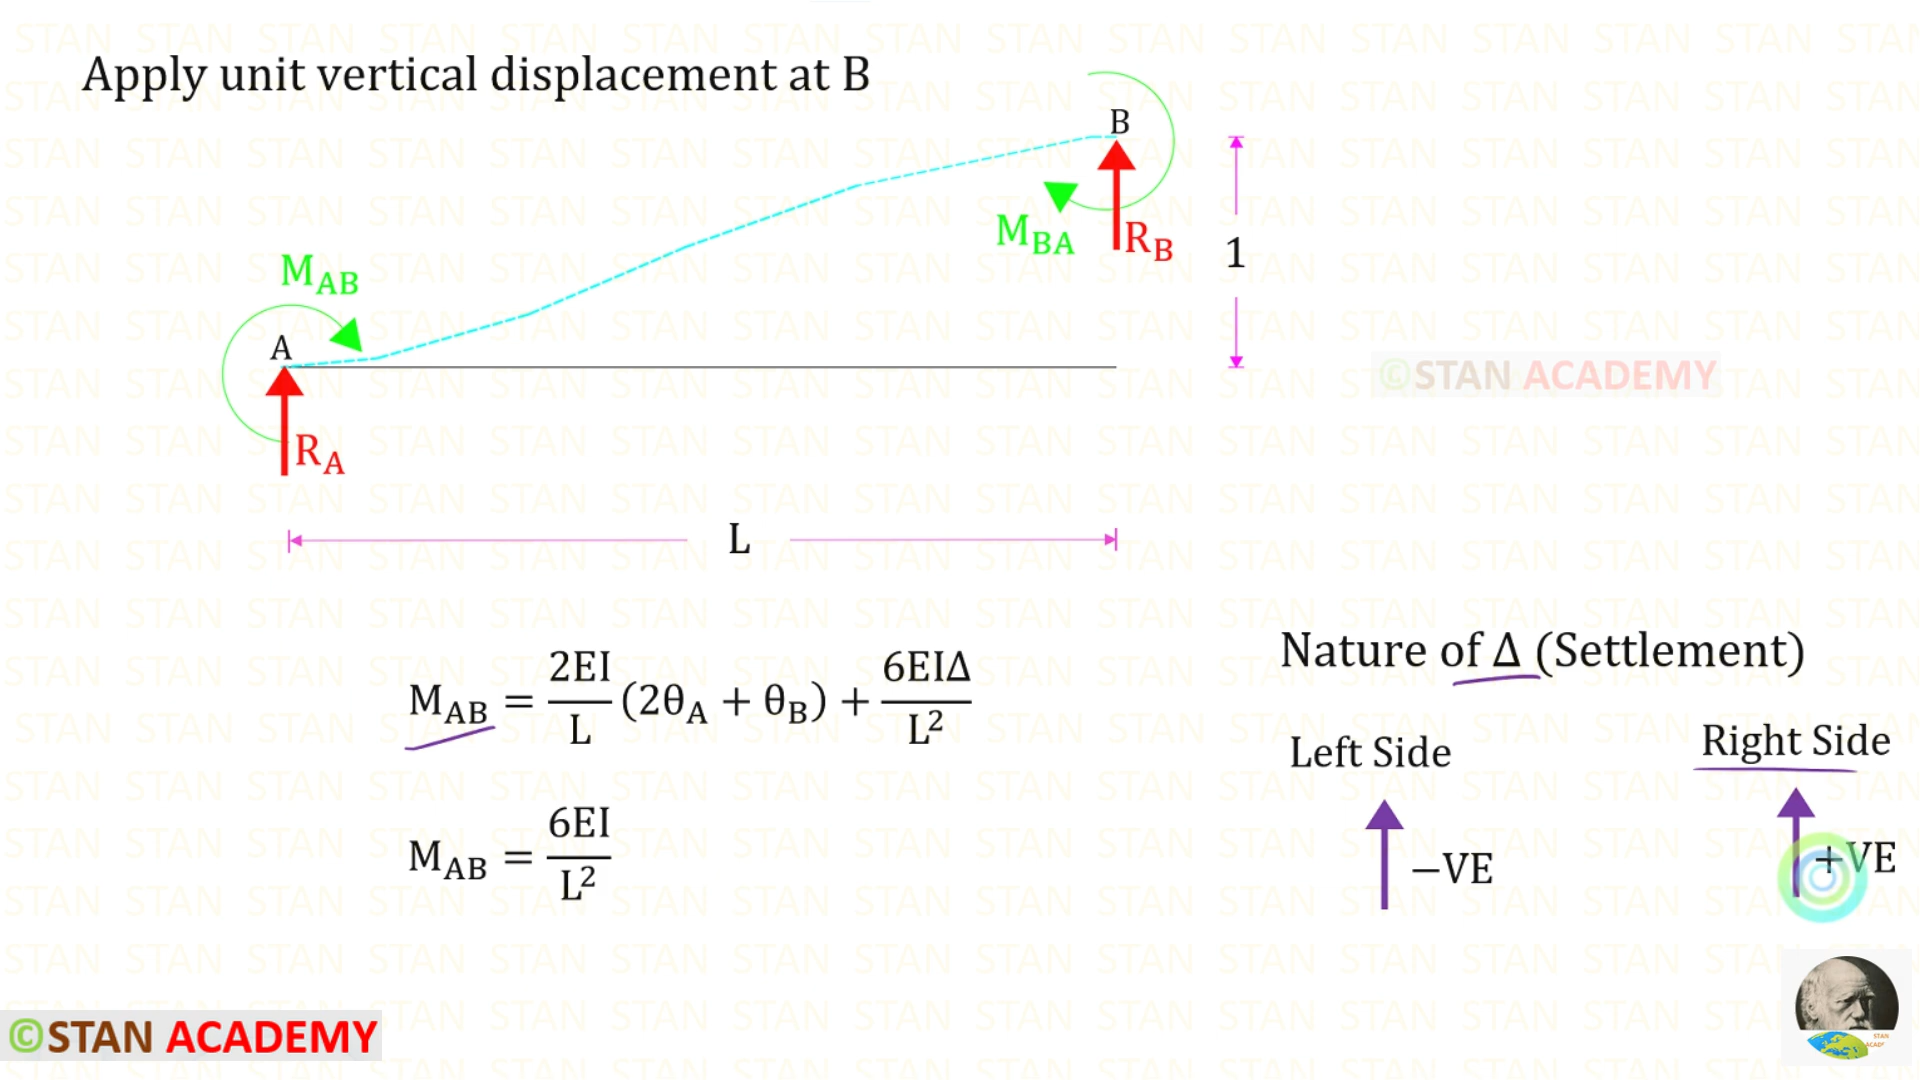 Apply unit vertical displacement at B
B
M_BA
R_B
1
M_AB
A
R_A
L
©STAN ACADEMY
M_AB = 2EI/L (2θ_A + θ_B) + 6EIΔ/L²
M_AB = 6EI/L²
Nature of Δ (Settlement)
Left Side
Right Side
−VE
+VE
©STAN ACADEMY
STAN